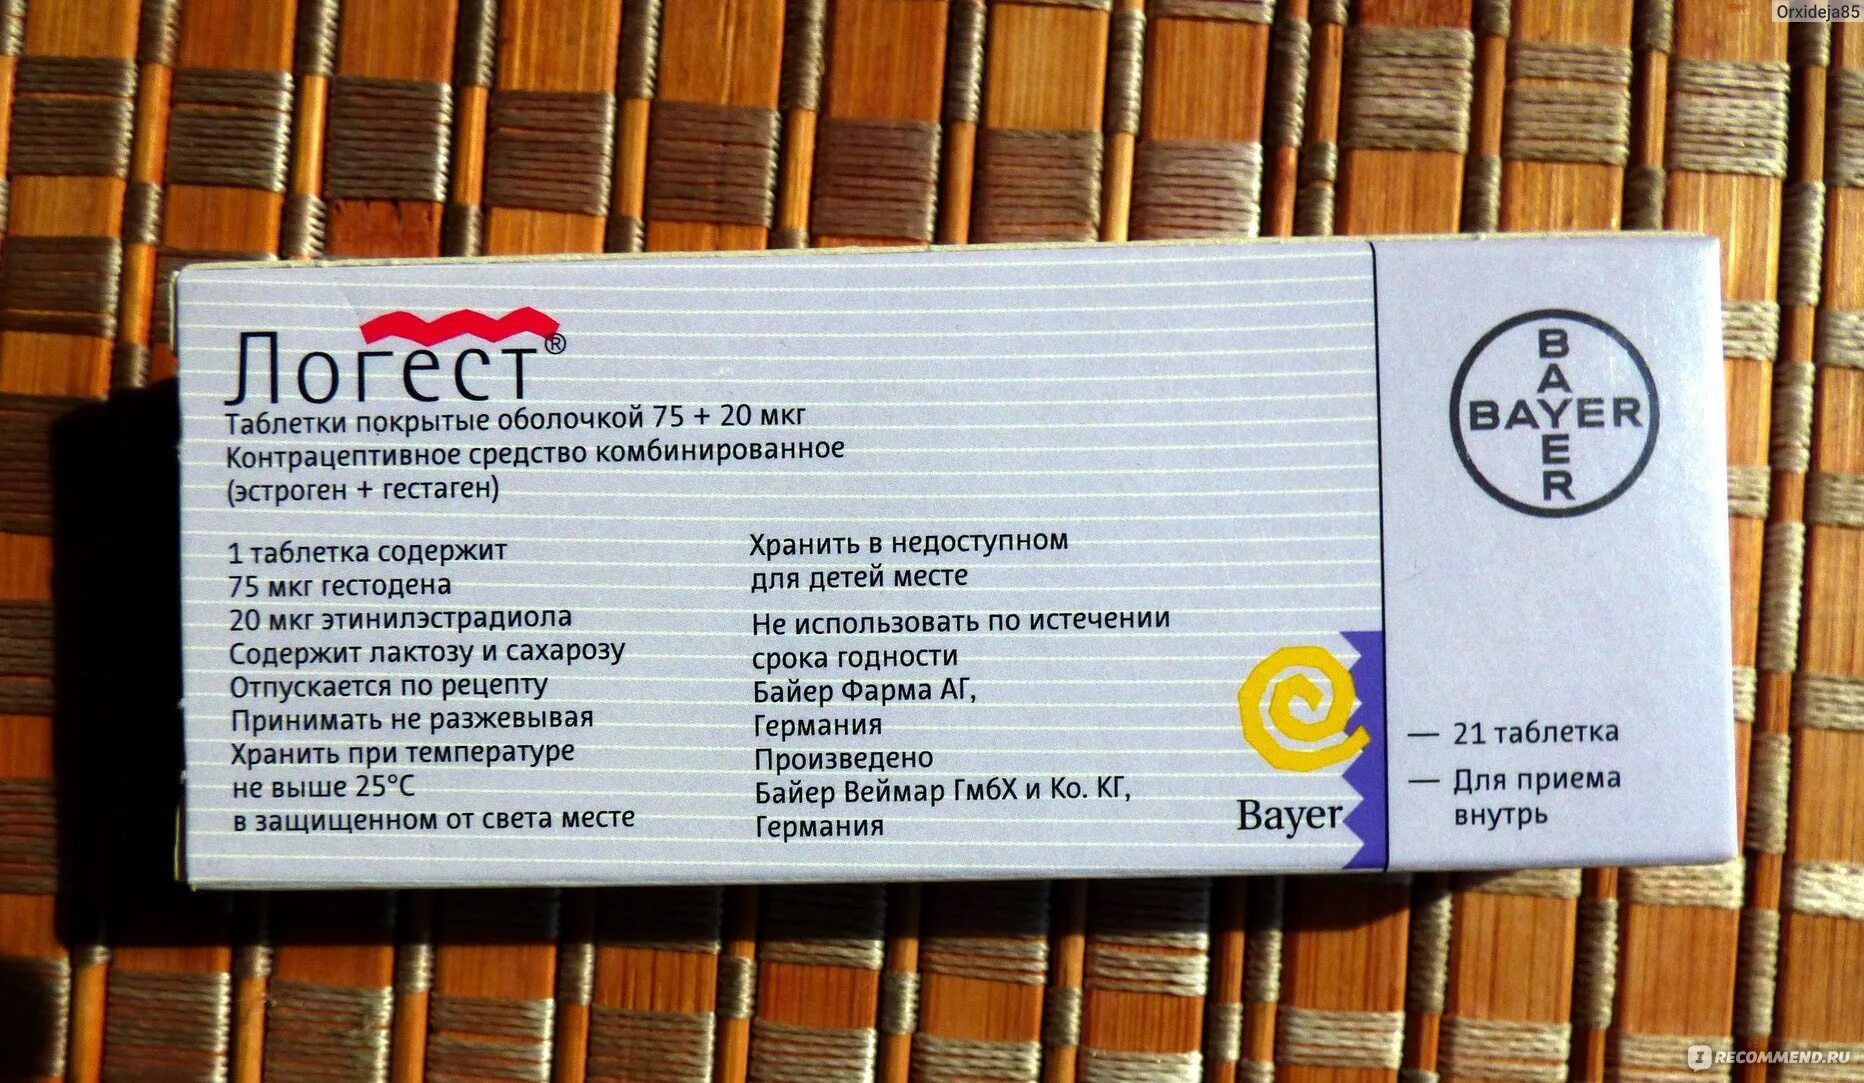 Orxideja85
Логест®
Таблетки покрытые оболочкой 75 + 20 мкг
Контрацептивное средство комбинированное
(эстроген + гестаген)
1 таблетка содержит
75 мкг гестодена
20 мкг этинилэстрадиола
Содержит лактозу и сахарозу
Отпускается по рецепту
Принимать не разжевывая
Хранить при температуре
не выше 25°C
в защищенном от света месте
Хранить в недоступном
для детей месте
Не использовать по истечении
срока годности
Байер Фарма АГ,
Германия
Произведено
Байер Веймар ГмбХ и Ко. КГ,
Германия
Bayer
BAYER
BAYER
— 21 таблетка
— Для приема
внутрь
IRECOMMEND.RU